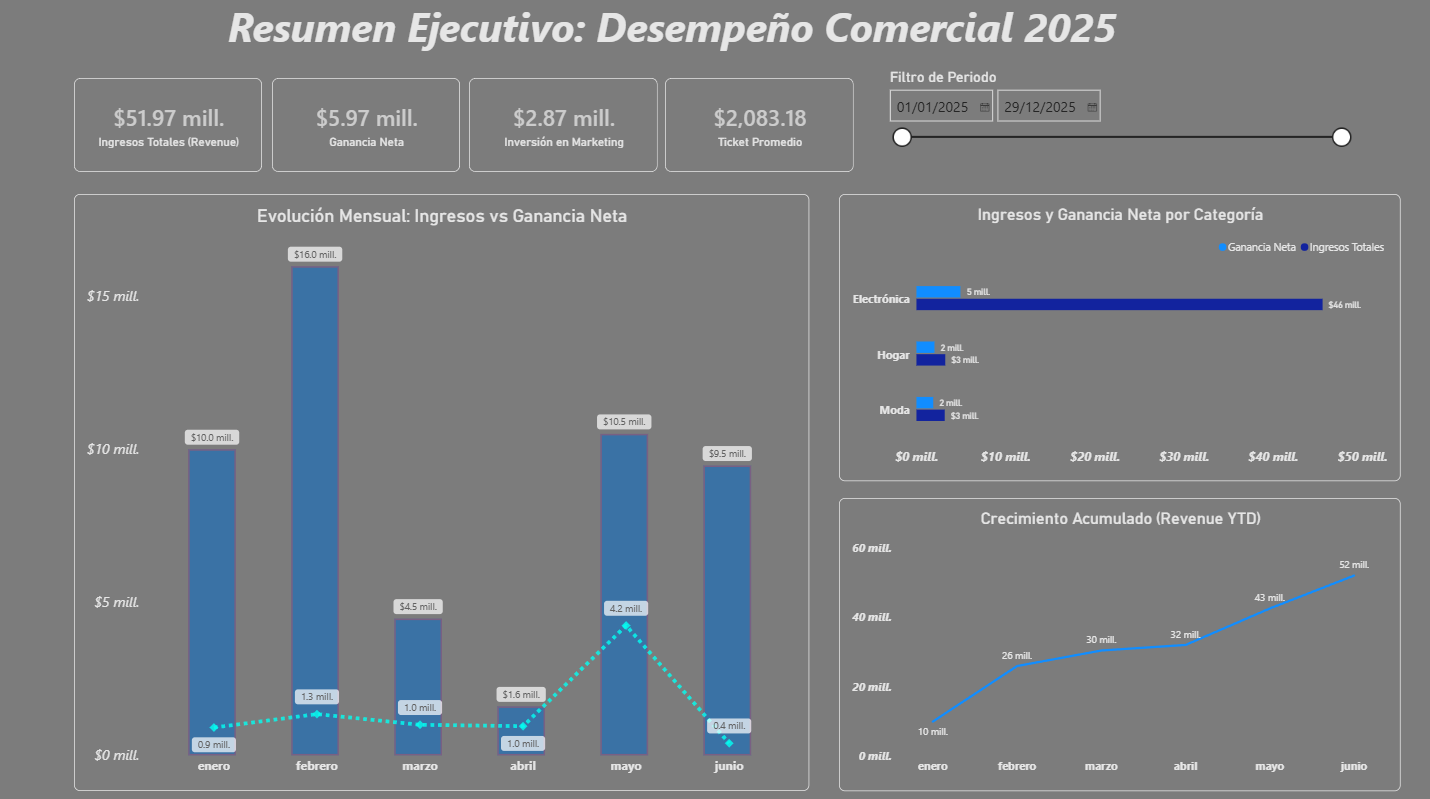 Resumen Ejecutivo: Desempeño Comercial 2025
$51.97 mill.
Ingresos Totales (Revenue)
$5.97 mill.
Ganancia Neta
$2.87 mill.
Inversión en Marketing
$2,083.18
Ticket Promedio
Filtro de Periodo
01/01/2025
29/12/2025
Evolución Mensual: Ingresos vs Ganancia Neta
$15 mill.
$10 mill.
$5 mill.
$0 mill.
$10.0 mill.
$16.0 mill.
$4.5 mill.
$1.6 mill.
$10.5 mill.
$9.5 mill.
0.9 mill.
1.3 mill.
1.0 mill.
1.0 mill.
4.2 mill.
0.4 mill.
enero
febrero
marzo
abril
mayo
junio
Ingresos y Ganancia Neta por Categoría
Ganancia Neta
Ingresos Totales
Electrónica
5 mill.
$46 mill.
Hogar
2 mill.
$3 mill.
Moda
2 mill.
$3 mill.
$0 mill.
$10 mill.
$20 mill.
$30 mill.
$40 mill.
$50 mill.
Crecimiento Acumulado (Revenue YTD)
60 mill.
40 mill.
20 mill.
0 mill.
10 mill.
26 mill.
30 mill.
32 mill.
43 mill.
52 mill.
enero
febrero
marzo
abril
mayo
junio